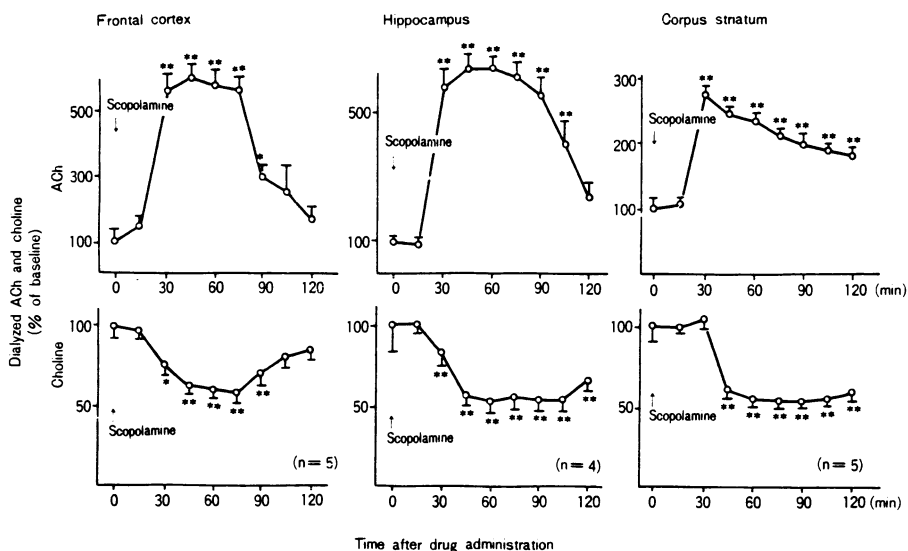 Frontal cortex
Hippocampus
Corpus striatum
Dialyzed ACh and choline
(% of baseline)
ACh
500
300
100
Scopolamine
** ** ** ** *
0 30 60 90 120
500
100
Scopolamine
** ** ** ** ** **
0 30 60 90 120
300
200
100
Scopolamine
** ** ** ** ** ** **
0 30 60 90 120 (min)
Choline
100
50
Scopolamine
* ** ** ** **
(n=5)
0 30 60 90 120
100
50
Scopolamine
** ** ** ** ** ** **
(n=4)
0 30 60 90 120
100
50
Scopolamine
** ** ** ** ** **
(n=5)
0 30 60 90 120 (min)
Time after drug administration